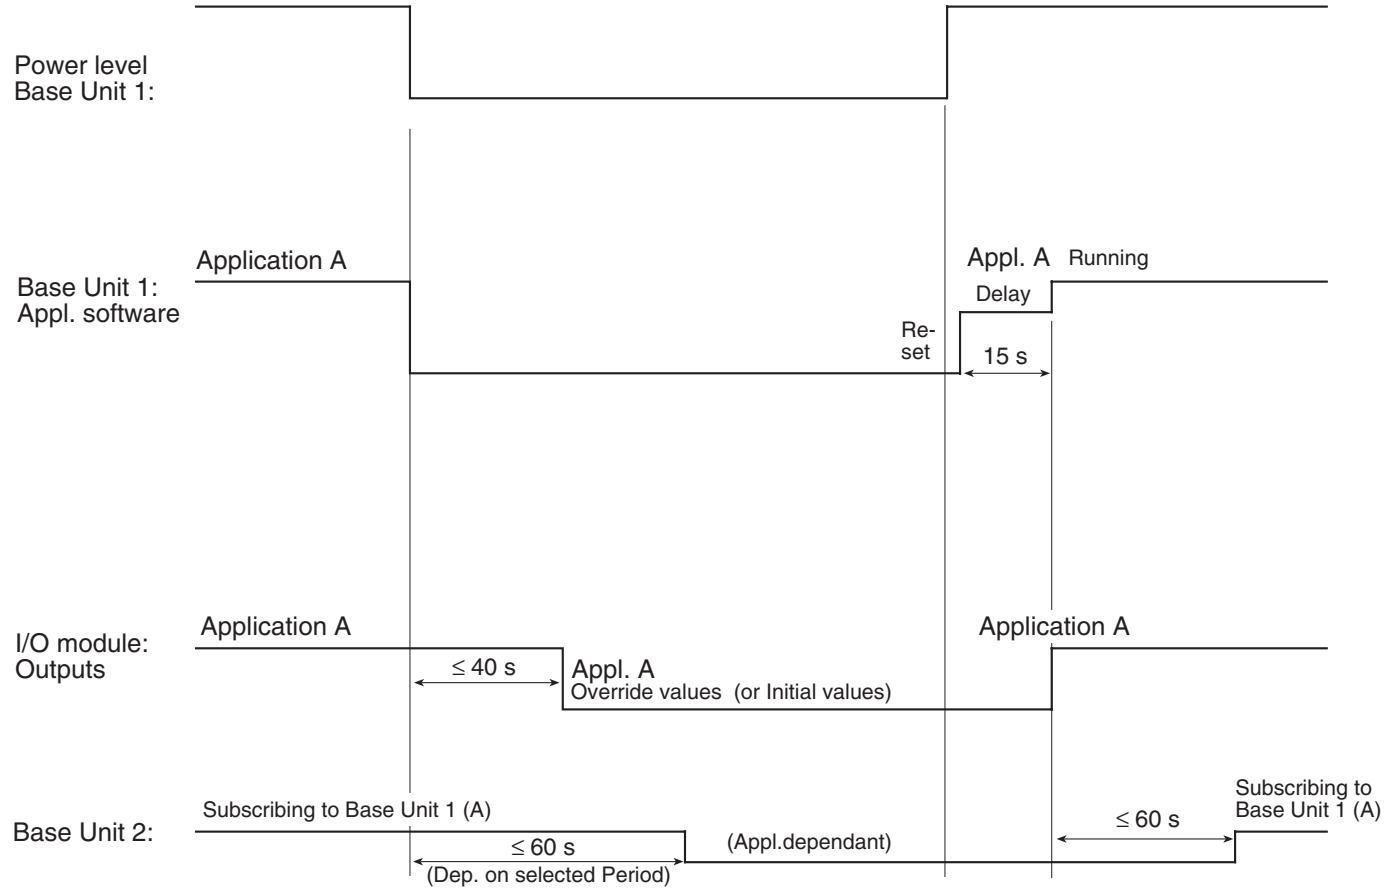 Power level
Base Unit 1:
Application A
Appl. A Running
Base Unit 1:
Appl. software
Delay
Re-
set
15 s
Application A
Application A
I/O module:
Outputs
≤ 40 s
Appl. A
Override values (or Initial values)
Subscribing to
Base Unit 1 (A)
Subscribing to Base Unit 1 (A)
Base Unit 2:
≤ 60 s
(Appl.dependant)
≤ 60 s
(Dep. on selected Period)